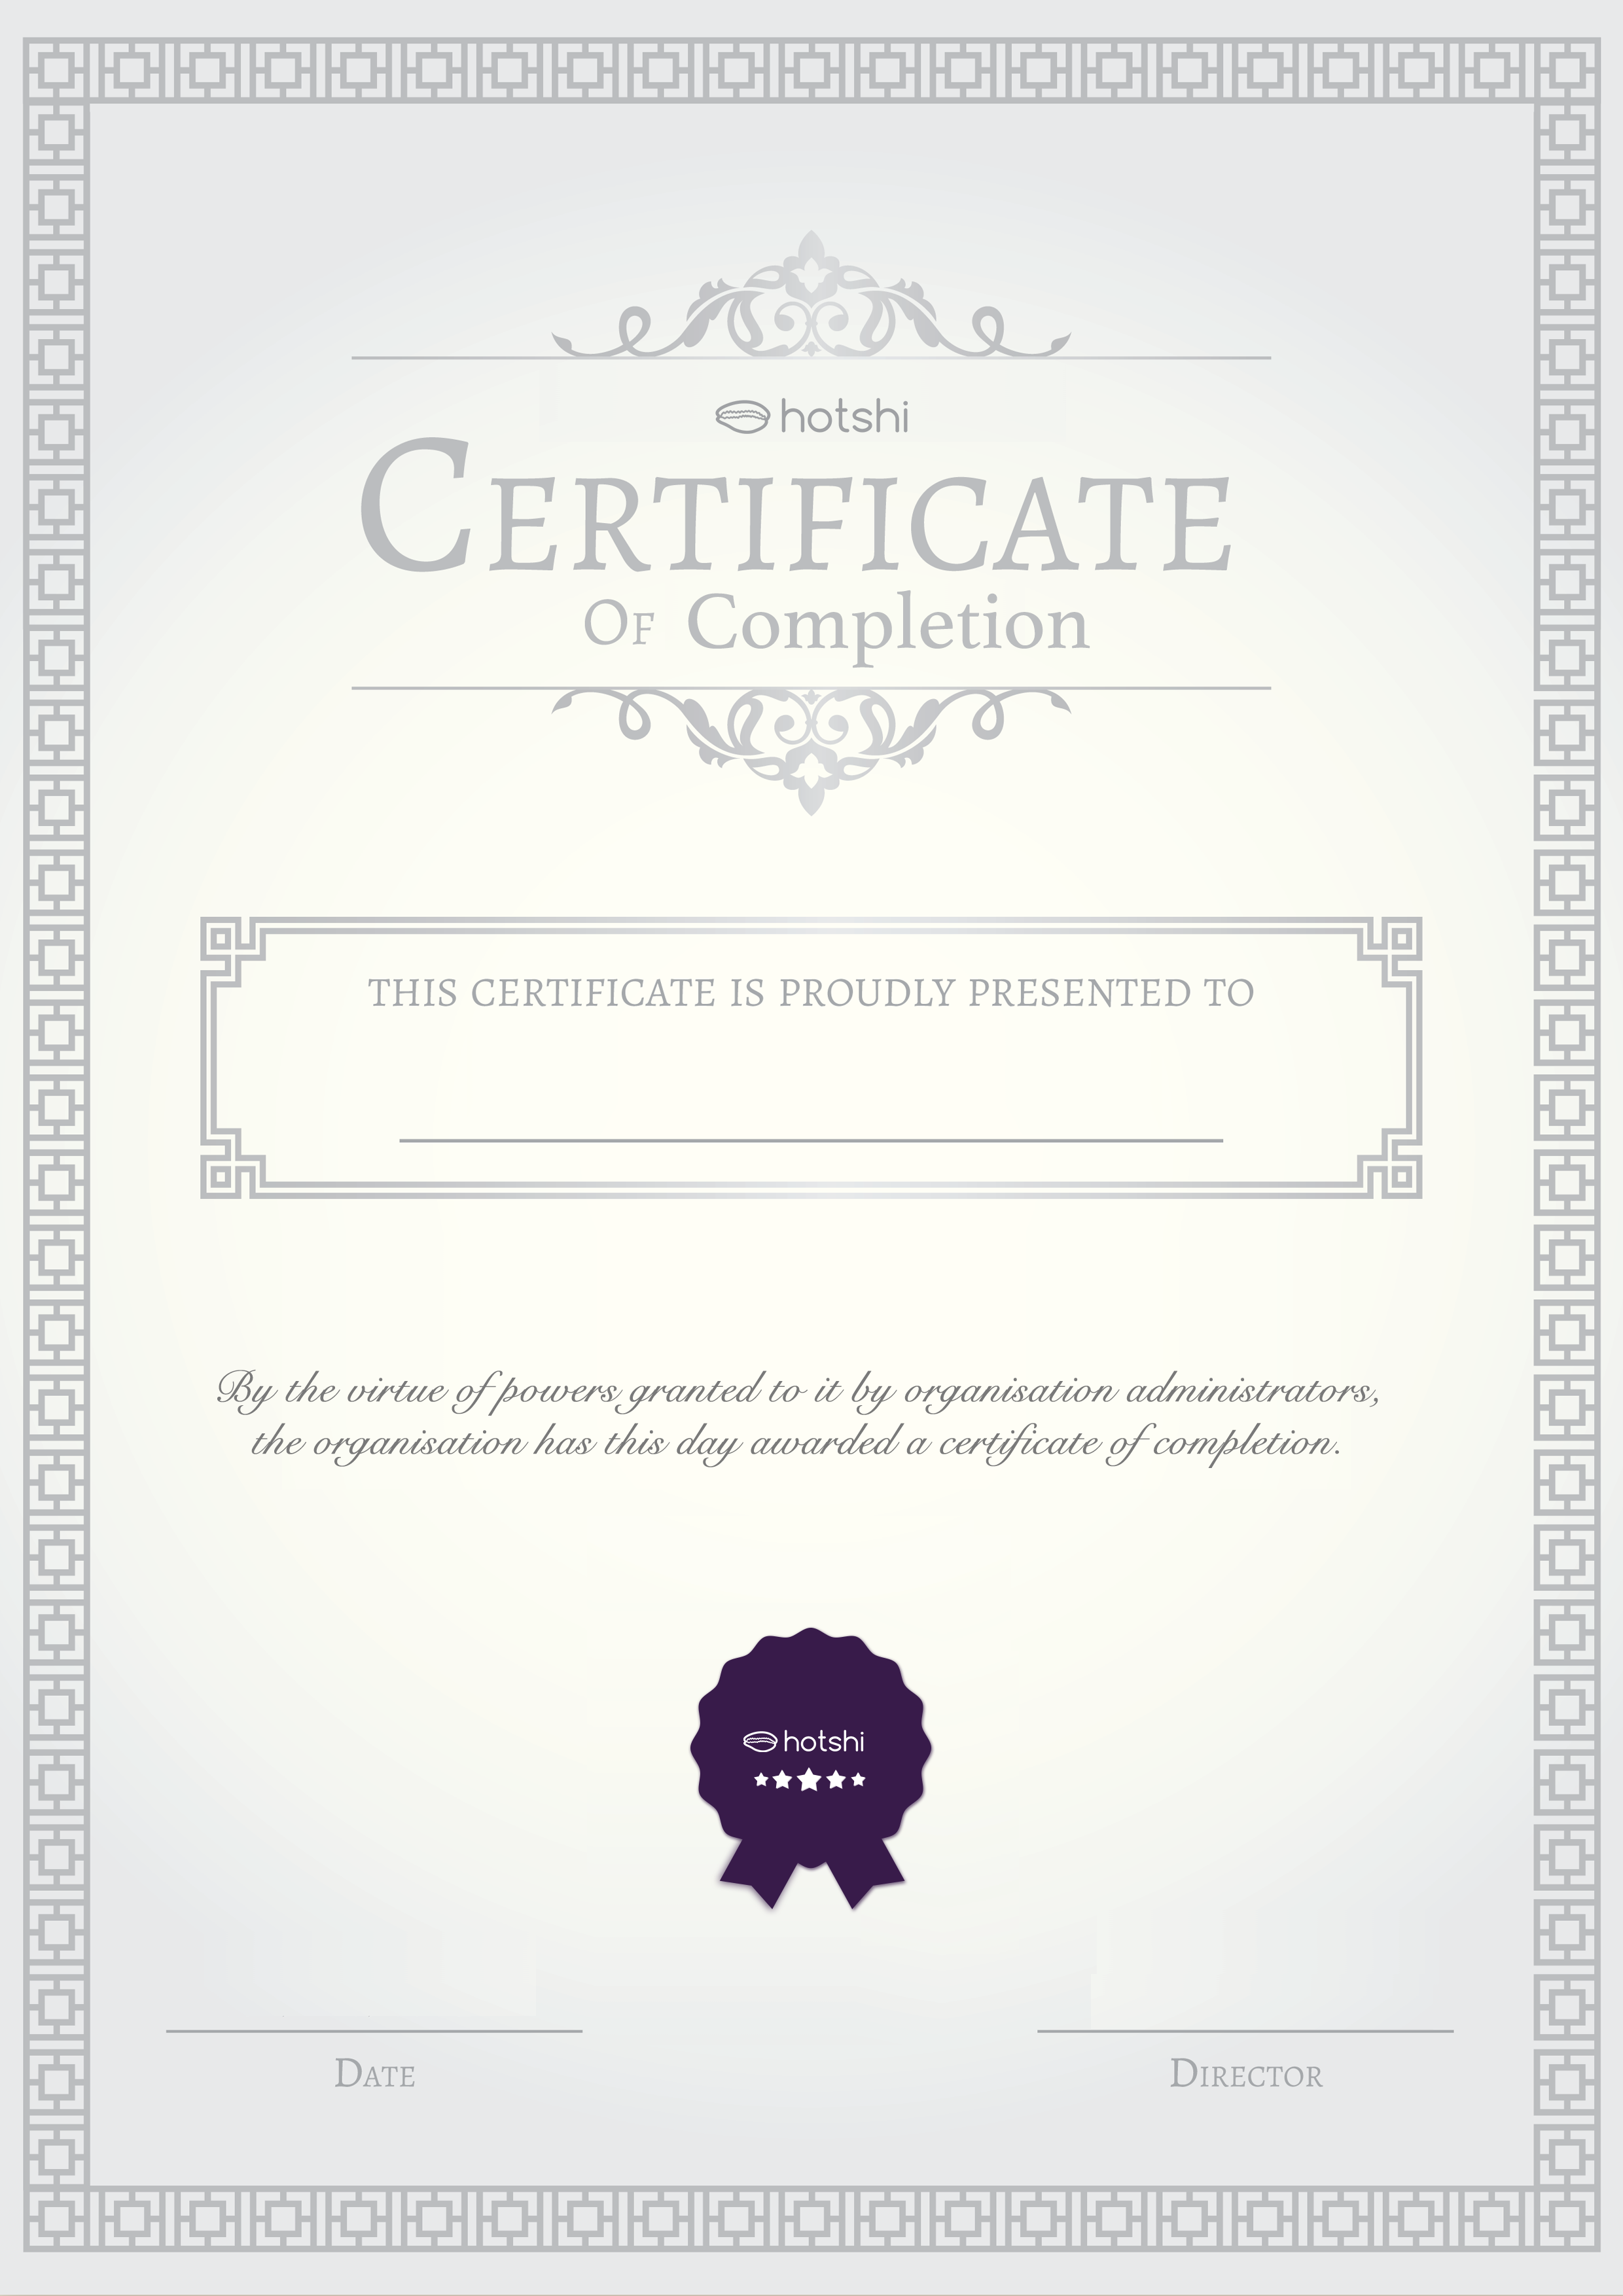 hotshi
CERTIFICATE
OF Completion
THIS CERTIFICATE IS PROUDLY PRESENTED TO
By the virtue of powers granted to it by organisation administrators,
the organisation has this day awarded a certificate of completion.
hotshi
DATE
DIRECTOR